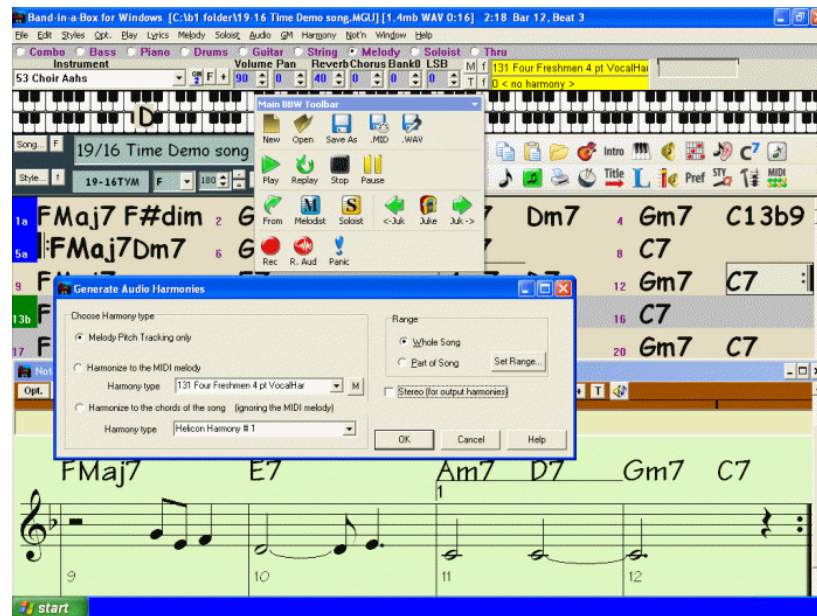 Band-in-a-Box for Windows [C:\b1 folder\19-16 Time Demo song.MGU] [1.4mb WAV 0:16] 2:18 Bar 12, Beat 3
File Edit Styles Opt. Play Lyrics Melody Soloist Audio GM Harmony Not'n Window Help
Combo Bass Piano Drums Guitar String Melody Soloist Thru
Instrument Volume Pan Reverb Chorus Bank0 LSB
M f 131 Four Freshmen 4 pt VocalHar
53 Choir Aahs F + 90 0 40 0 0 0
T f 0 < no harmony >
D
Main BBW Toolbar
New Open Save As .MID .WAV
Play Replay Stop Pause
From Melodist Soloist <-Juk Juke Juk->
Rec R. Aud Panic
Song... F 19/16 Time Demo song
Intro C7
Style... f 19-16TYM F 180
Title L Pref STY MIDI
1a FMaj7 F#dim 2 G 7 Dm7 4 Gm7 C13b9
5a FMaj7Dm7 6 G 8 C7
9 F 12 Gm7 C7
13b F 16 C7
17 F 20 Gm7 C7
Generate Audio Harmonies
Choose Harmony type
Melody Pitch Tracking only
Harmonize to the MIDI melody
Harmony type 131 Four Freshmen 4 pt VocalHar M
Harmonize to the chords of the song (ignoring the MIDI melody)
Harmony type Helicon Harmony # 1
Range
Whole Song
Part of Song Set Range...
Stereo (for output harmonies)
OK Cancel Help
Not
Opt. T
FMaj7 E7 Am7 D7 Gm7 C7
1
9 10 11 12
start